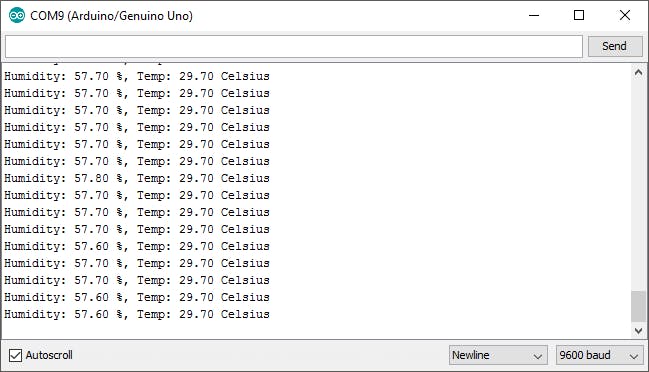 COM9 (Arduino/Genuino Uno)
Send
Humidity: 57.70 %, Temp: 29.70 Celsius
Humidity: 57.70 %, Temp: 29.70 Celsius
Humidity: 57.70 %, Temp: 29.70 Celsius
Humidity: 57.70 %, Temp: 29.70 Celsius
Humidity: 57.70 %, Temp: 29.70 Celsius
Humidity: 57.70 %, Temp: 29.70 Celsius
Humidity: 57.80 %, Temp: 29.70 Celsius
Humidity: 57.70 %, Temp: 29.70 Celsius
Humidity: 57.70 %, Temp: 29.70 Celsius
Humidity: 57.70 %, Temp: 29.70 Celsius
Humidity: 57.60 %, Temp: 29.70 Celsius
Humidity: 57.70 %, Temp: 29.70 Celsius
Humidity: 57.70 %, Temp: 29.70 Celsius
Humidity: 57.60 %, Temp: 29.70 Celsius
Humidity: 57.60 %, Temp: 29.70 Celsius
Autoscroll Newline 9600 baud